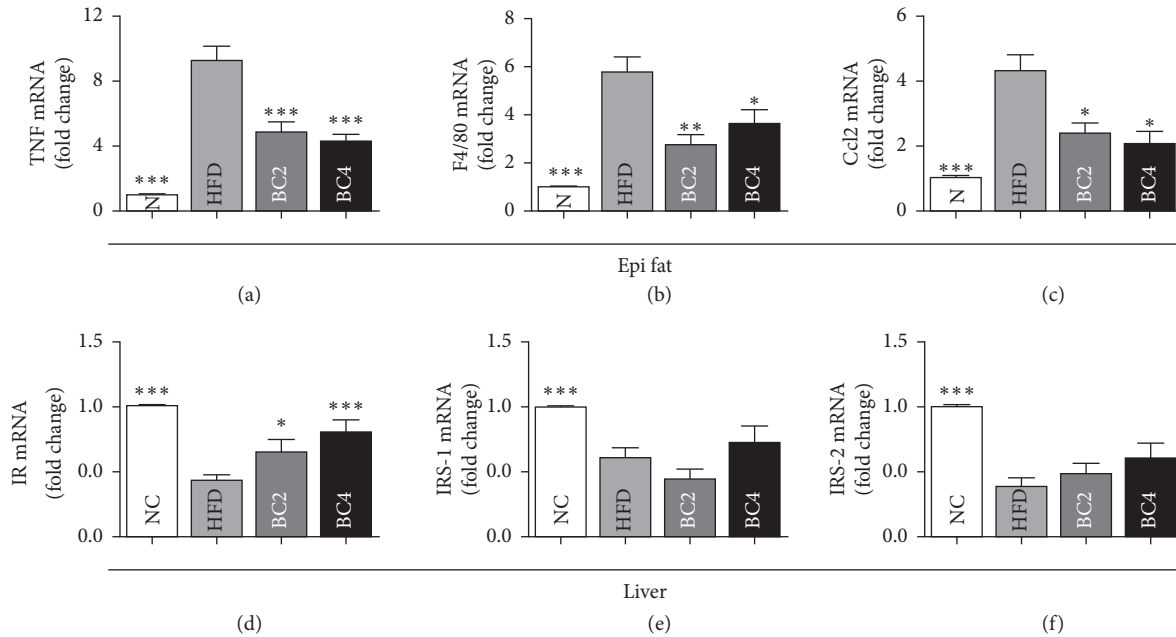 TNF mRNA
(fold change)
12
8
4
0
***
N
HFD
***
BC2
***
BC4
F4/80 mRNA
(fold change)
8
6
4
2
0
***
N
HFD
**
BC2
*
BC4
Ccl2 mRNA
(fold change)
6
4
2
0
***
N
HFD
*
BC2
*
BC4
Epi fat
(a)
(b)
(c)
IR mRNA
(fold change)
1.5
1.0
0.0
0.0
***
NC
HFD
*
BC2
***
BC4
IRS-1 mRNA
(fold change)
1.5
1.0
0.0
0.0
***
NC
HFD
BC2
BC4
IRS-2 mRNA
(fold change)
1.5
1.0
0.0
0.0
***
NC
HFD
BC2
BC4
Liver
(d)
(e)
(f)